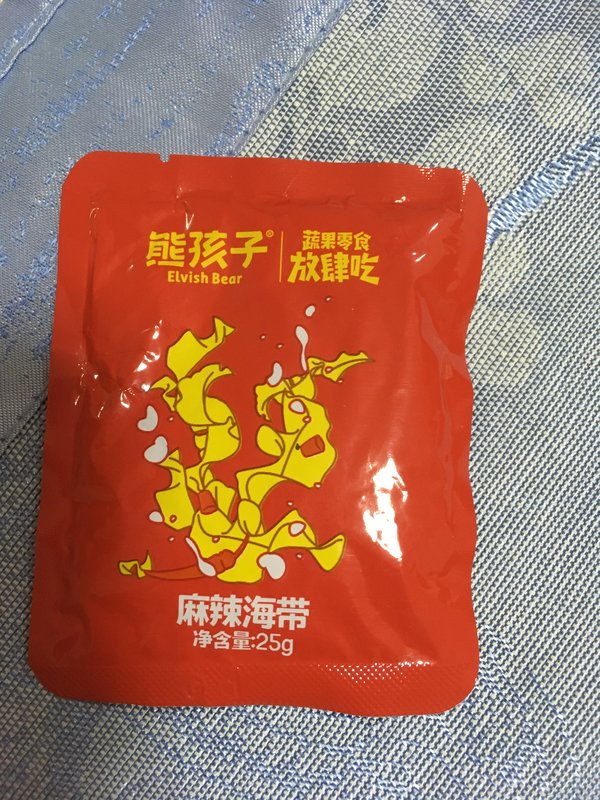 熊孩子®
Elvish Bear
蔬果零食
放肆吃
麻辣海带
净含量:25g